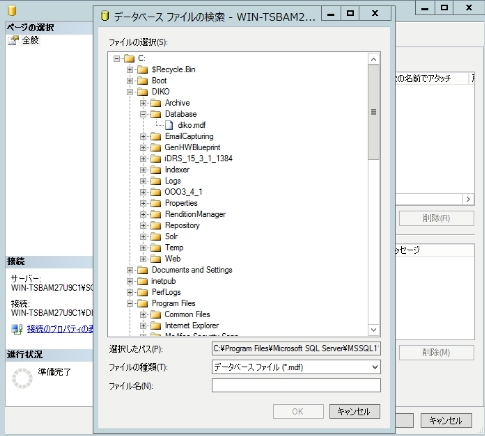 データベース ファイルの検索 - WIN-TSBAM2...
ページの選択
全般
ファイルの選択(S):
C:
$Recycle.Bin
Boot
DIKO
Archive
Database
diko.mdf
EmailCapturing
GenHWBlueprint
iDRS_15_3_1_1384
Indexer
Logs
OOO3_4_1
Properties
RenditionManager
Repository
Solr
Temp
Web
Documents and Settings
inetpub
PerfLogs
Program Files
Common Files
Internet Explorer
の名前でアタッチ
削除(R)
ッセージ
削除(M)
接続
サーバー:
WIN-TSBAM27U9C1¥SQ
接続:
WIN-TSBAM27U9C1¥DI
接続のプロパティの表
進行状況
準備完了
選択したパス(P):
C:¥Program Files¥Microsoft SQL Server¥MSSQL1
ファイルの種類(T):
データベース ファイル (*.mdf)
ファイル名(N):
OK
キャンセル
キャンセル